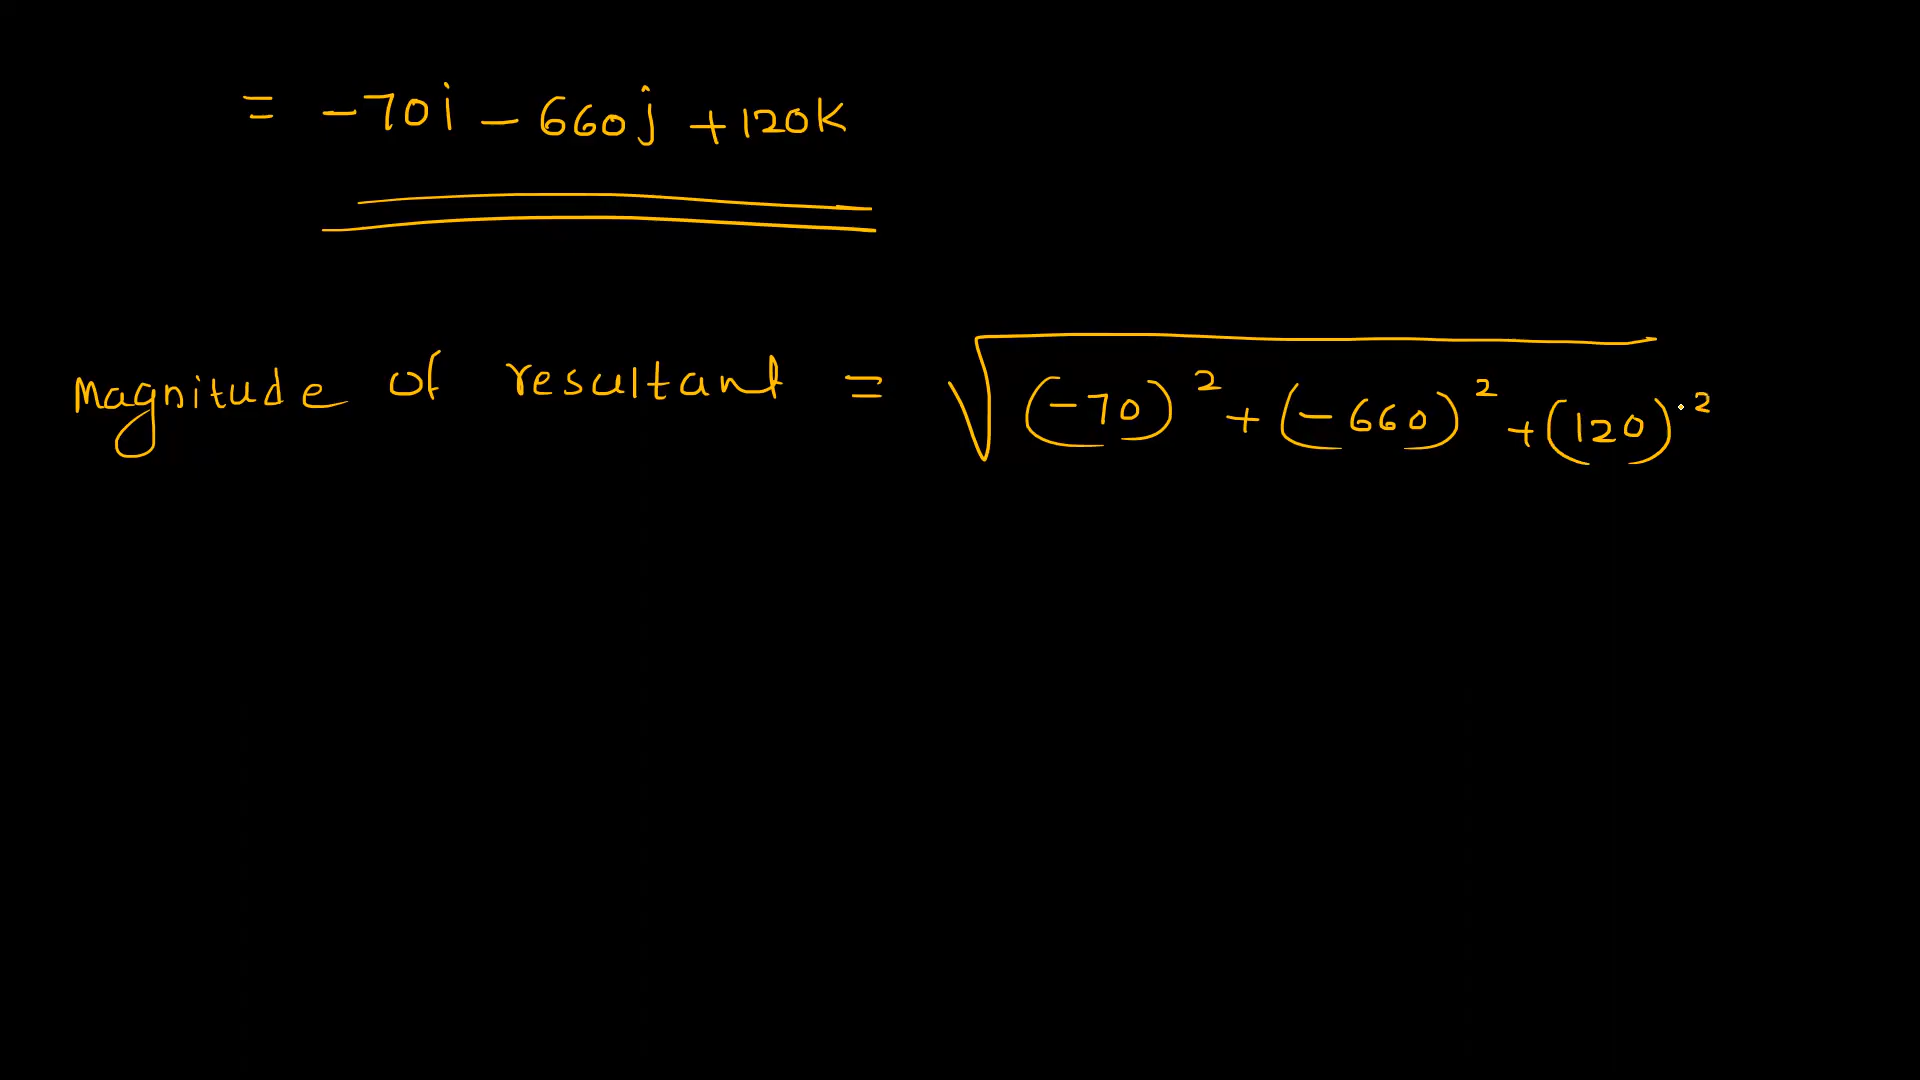 = -70i - 660j + 120k
Magnitude of resultant = √(-70)² + (-660)² + (120)²